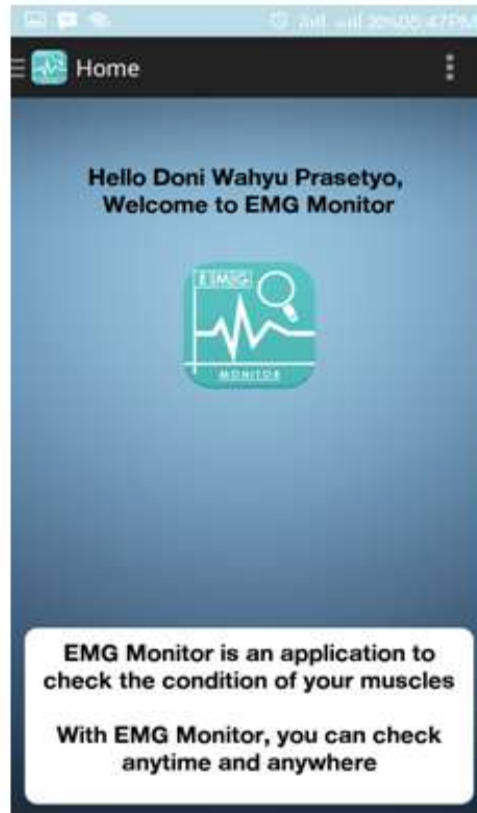 Home
Hello Doni Wahyu Prasetyo,
Welcome to EMG Monitor
EMG
MONITOR
EMG Monitor is an application to
check the condition of your muscles
With EMG Monitor, you can check
anytime and anywhere